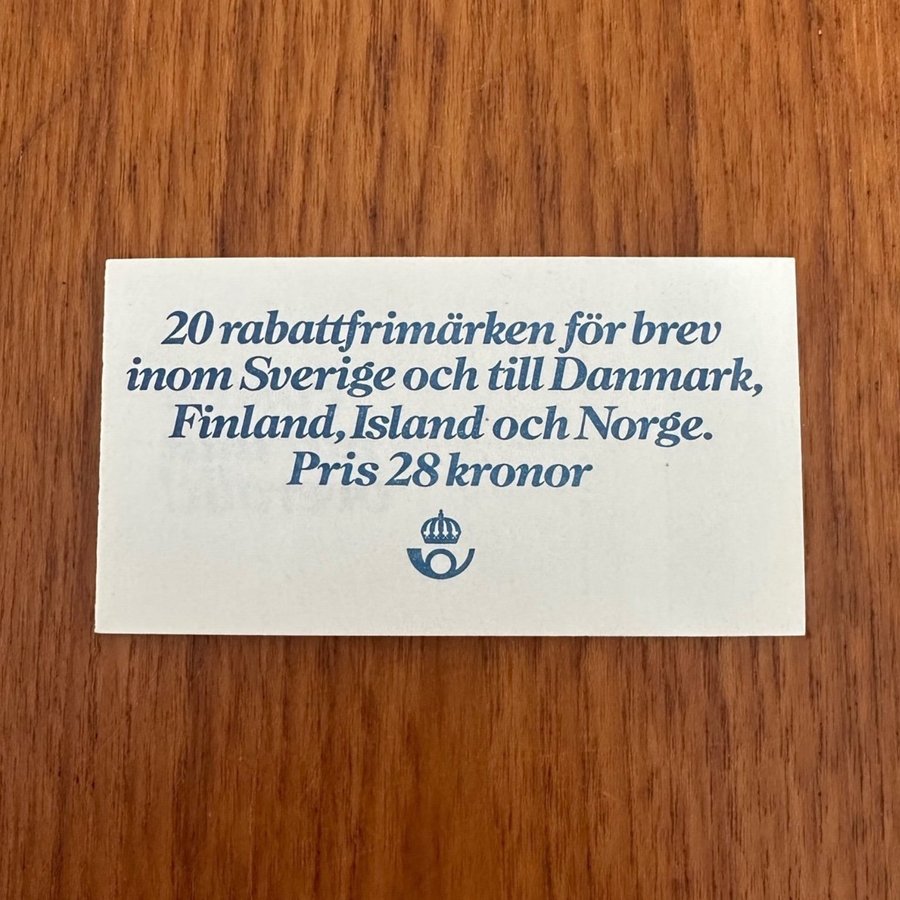 20 rabattfrimärken för brev
inom Sverige och till Danmark,
Finland, Island och Norge.
Pris 28 kronor